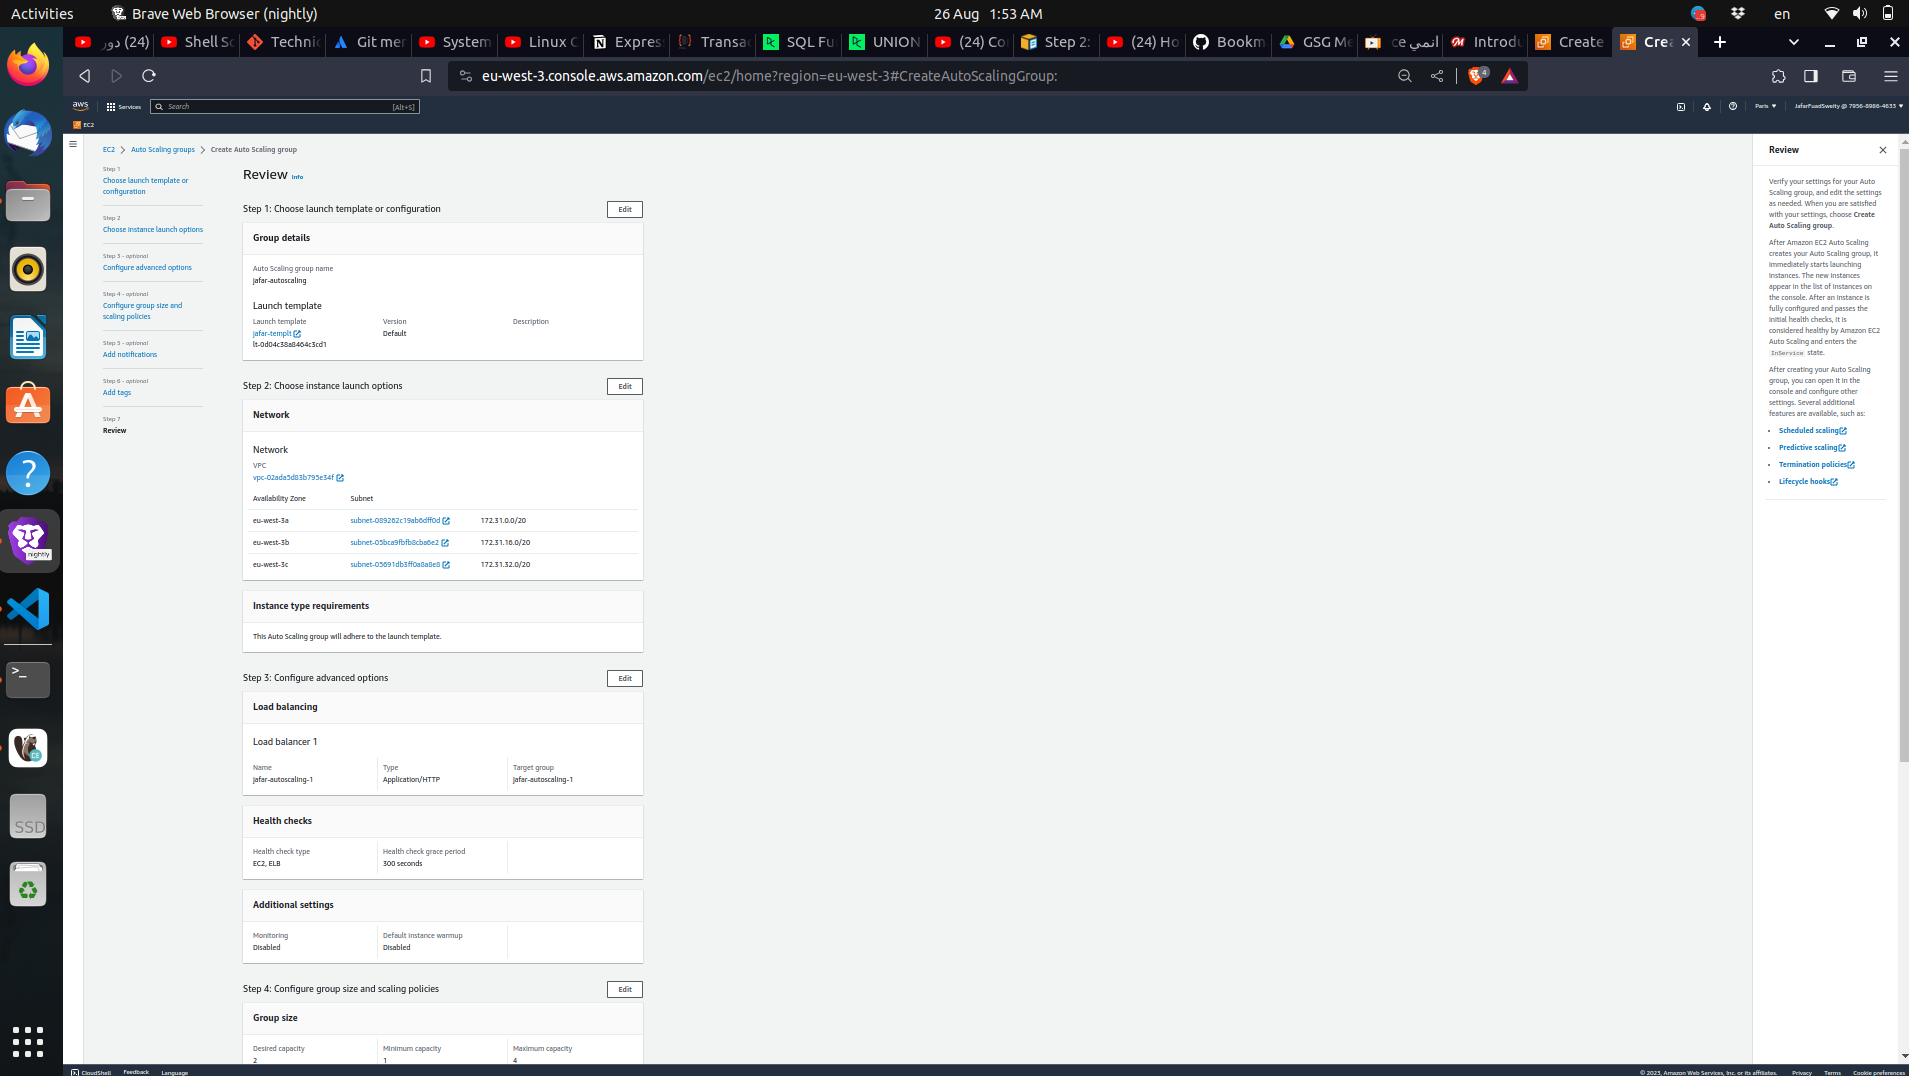 Activities
Brave Web Browser (nightly)
26 Aug 1:53 AM
en
(24) دور
Shell Sc
Technic
Git mer
System
Linux C
Expres
Transac
SQL Fu
UNION
(24) Co
Step 2:
(24) Ho
Bookm
GSG Me
انمي ce
Introdu
Create
Crea
eu-west-3.console.aws.amazon.com/ec2/home?region=eu-west-3#CreateAutoScalingGroup:
4
aws
Services
Search
[Alt+S]
Paris
JafarFuadSweity @ 7956-8986-4633
EC2
EC2
Auto Scaling groups
Create Auto Scaling group
Step 1
Choose launch template or
configuration
Step 2
Choose instance launch options
Step 3 - optional
Configure advanced options
Step 4 - optional
Configure group size and
scaling policies
Step 5 - optional
Add notifications
Step 6 - optional
Add tags
Step 7
Review
Review Info
Step 1: Choose launch template or configuration
Edit
Group details
Auto Scaling group name
jafar-autoscaling
Launch template
Launch template
Version
Description
jafar-templt
Default
lt-0d04c38a8464c3cd1
Step 2: Choose instance launch options
Edit
Network
Network
VPC
vpc-02ada5d83b795e34f
Availability Zone
Subnet
eu-west-3a
subnet-089262c19ab6dff0d
172.31.0.0/20
eu-west-3b
subnet-05bca9fbfb8cba6e2
172.31.16.0/20
eu-west-3c
subnet-05691db3ff0a8a8e8
172.31.32.0/20
Instance type requirements
This Auto Scaling group will adhere to the launch template.
Step 3: Configure advanced options
Edit
Load balancing
Load balancer 1
Name
Type
Target group
jafar-autoscaling-1
Application/HTTP
jafar-autoscaling-1
Health checks
Health check type
Health check grace period
EC2, ELB
300 seconds
Additional settings
Monitoring
Default instance warmup
Disabled
Disabled
Step 4: Configure group size and scaling policies
Edit
Group size
Desired capacity
Minimum capacity
Maximum capacity
2
1
4
Review
Verify your settings for your Auto
Scaling group, and edit the settings
as needed. When you are satisfied
with your settings, choose Create
Auto Scaling group.
After Amazon EC2 Auto Scaling
creates your Auto Scaling group, it
immediately starts launching
instances. The new instances
appear in the list of instances on
the console. After an instance is
fully configured and passes the
initial health checks, it is
considered healthy by Amazon EC2
Auto Scaling and enters the
InService state.
After creating your Auto Scaling
group, you can open it in the
console and configure other
settings. Several additional
features are available, such as:
Scheduled scaling
Predictive scaling
Termination policies
Lifecycle hooks
nightly
SSD
CloudShell
Feedback
Language
© 2023, Amazon Web Services, Inc. or its affiliates.
Privacy
Terms
Cookie preferences